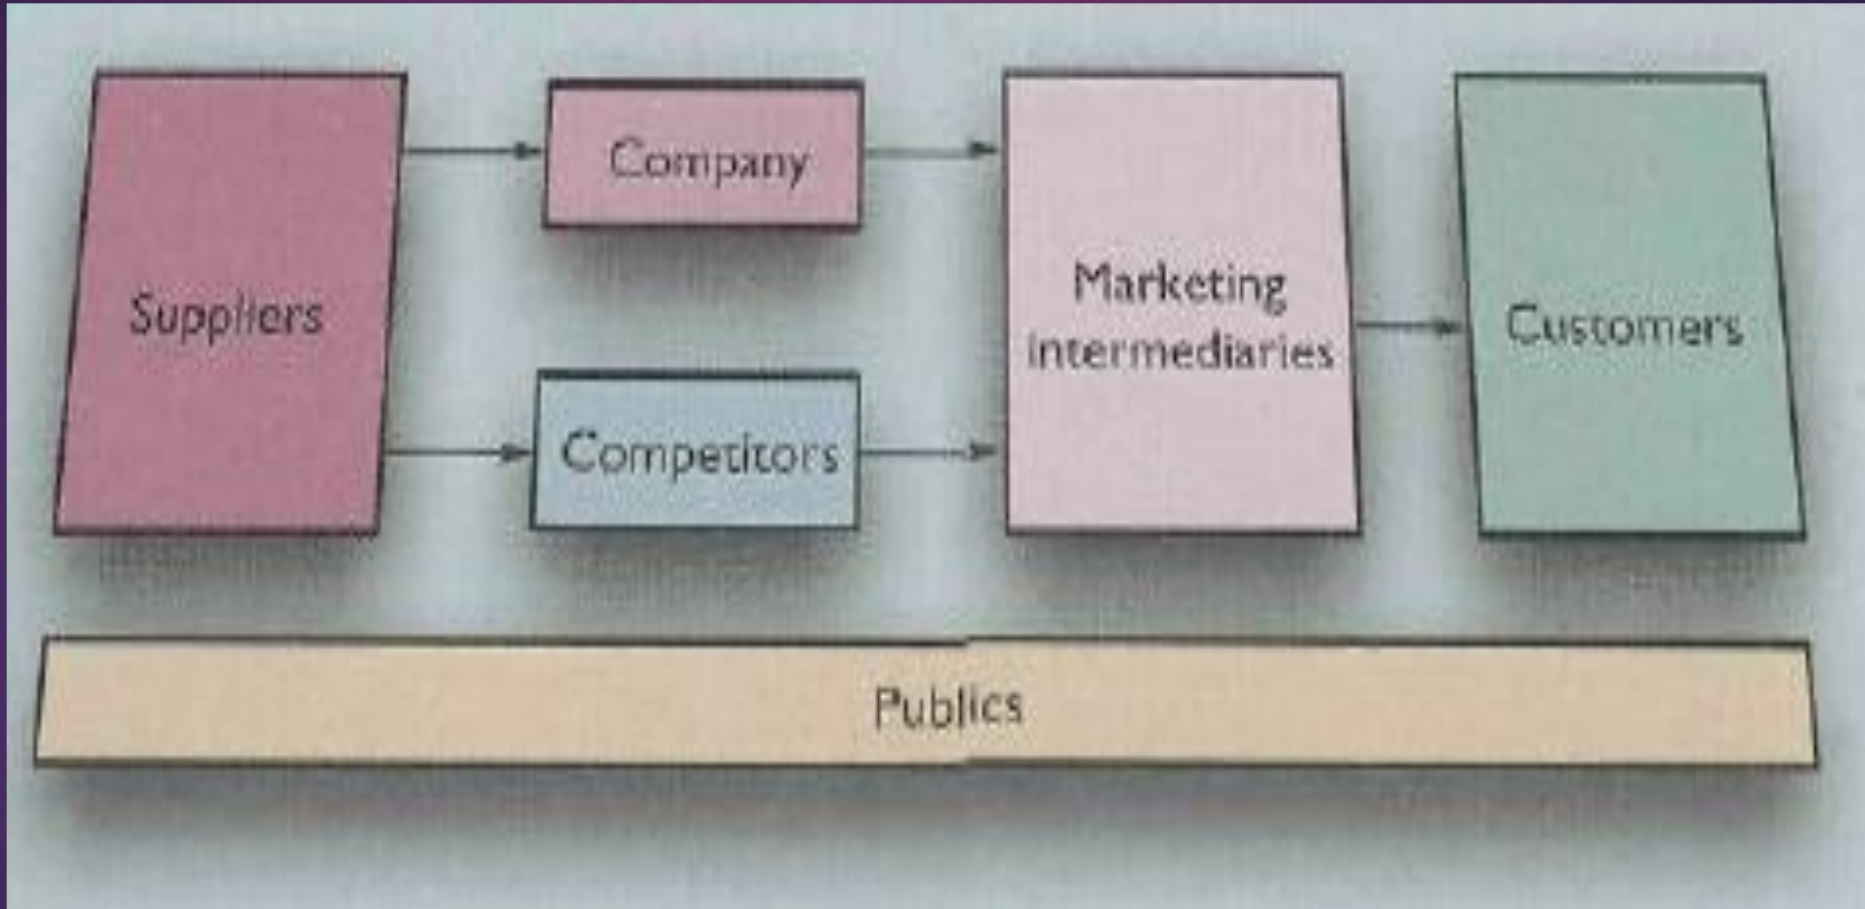 Suppliers
Company
Competitors
Marketing
intermediaries
Customers
Publics